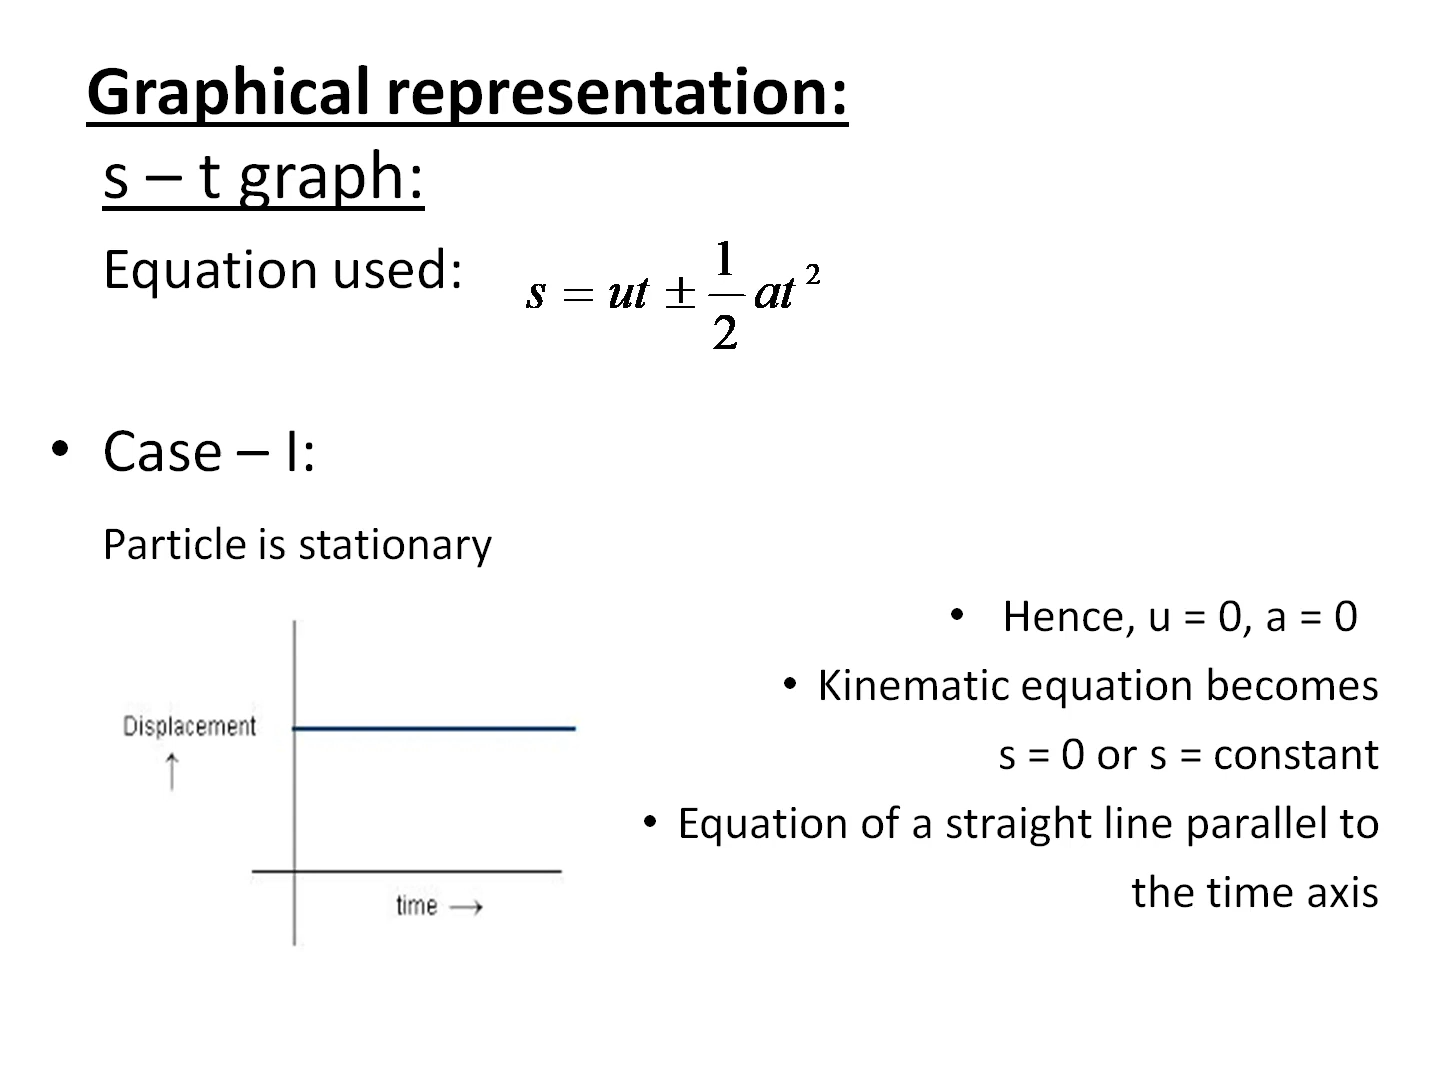 Graphical representation:
s – t graph:
Equation used: s = ut ± 1/2 at²
• Case – I:
Particle is stationary
• Hence, u = 0, a = 0
• Kinematic equation becomes
s = 0 or s = constant
• Equation of a straight line parallel to
the time axis
Displacement
↑
time →